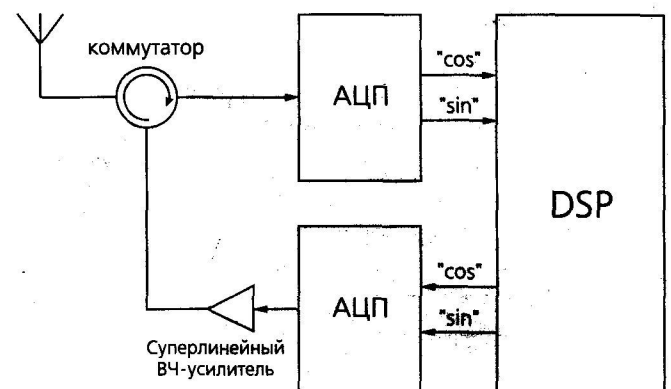 коммутатор
АЦП
"cos"
"sin"
DSP
АЦП
"cos"
"sin"
Суперлинейный
ВЧ-усилитель